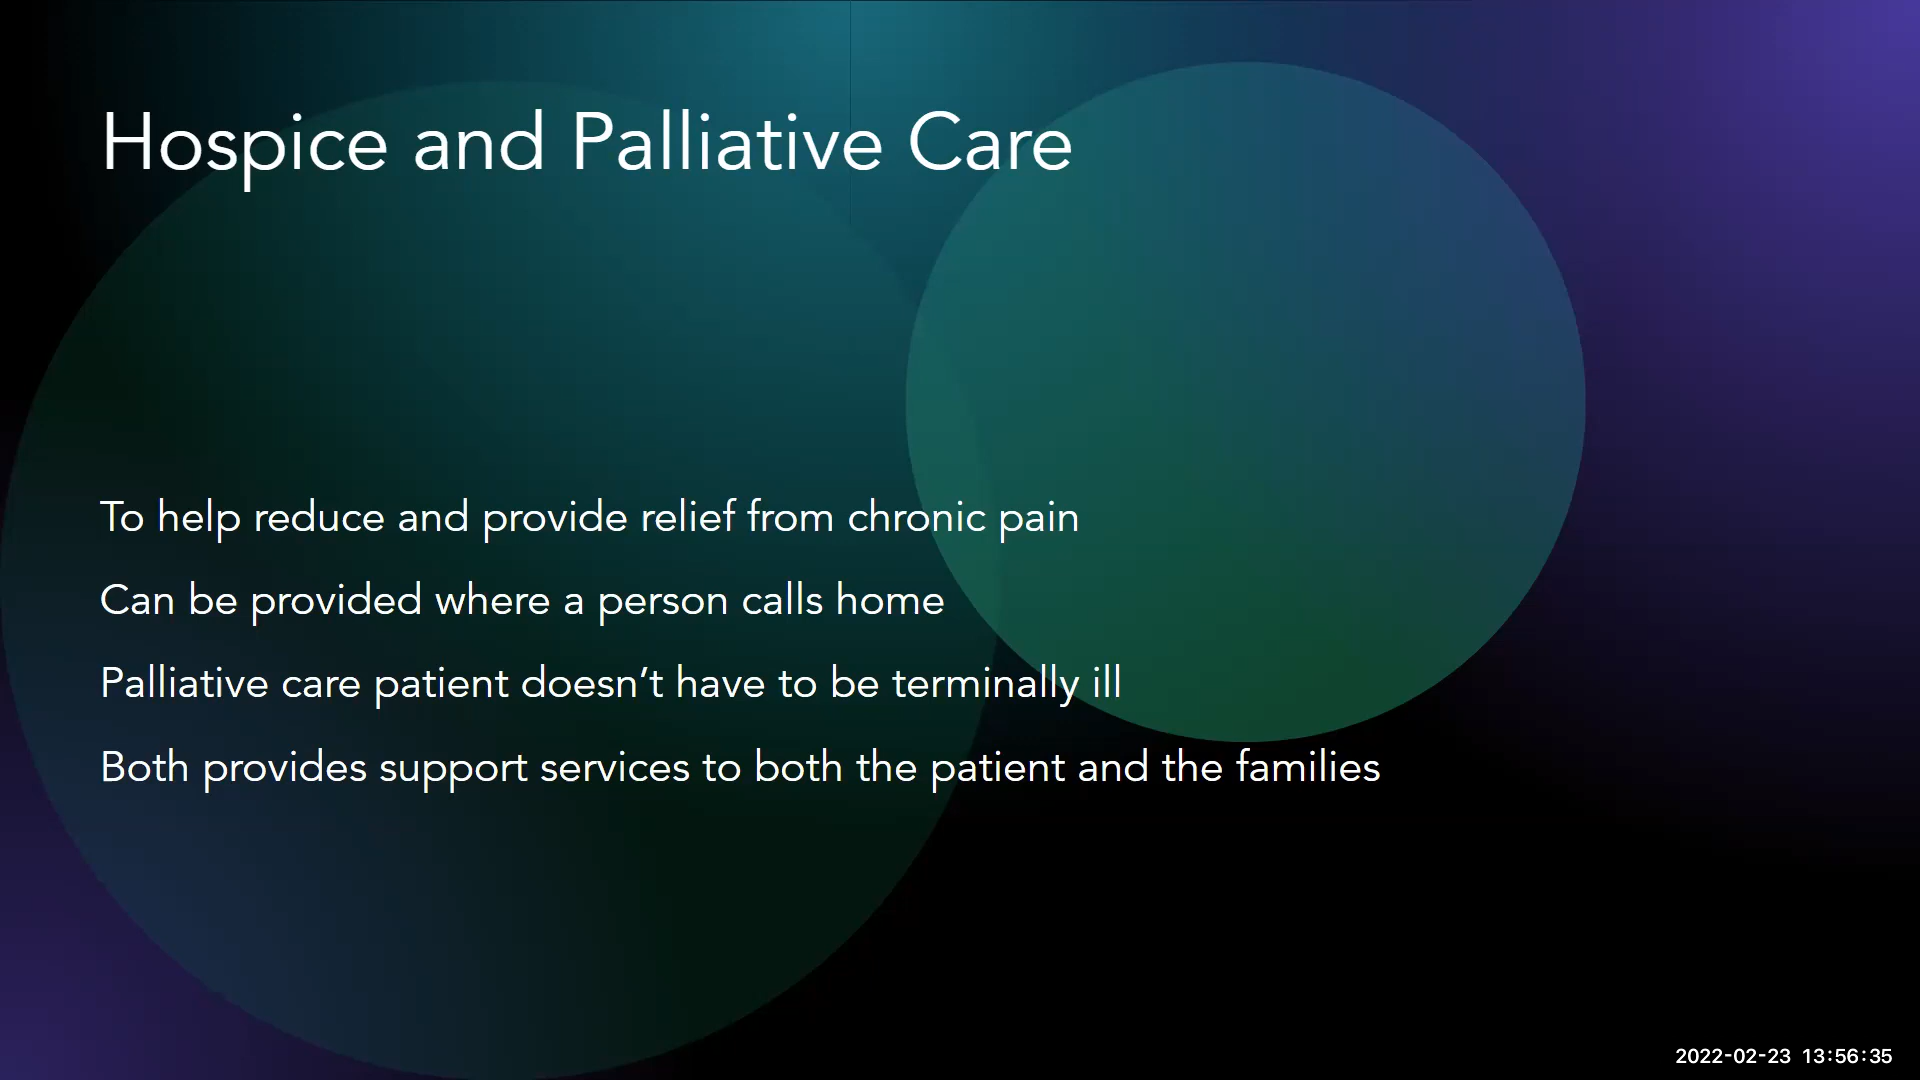 Hospice and Palliative Care
To help reduce and provide relief from chronic pain
Can be provided where a person calls home
Palliative care patient doesn’t have to be terminally ill
Both provides support services to both the patient and the families
2022-02-23 13:56:35